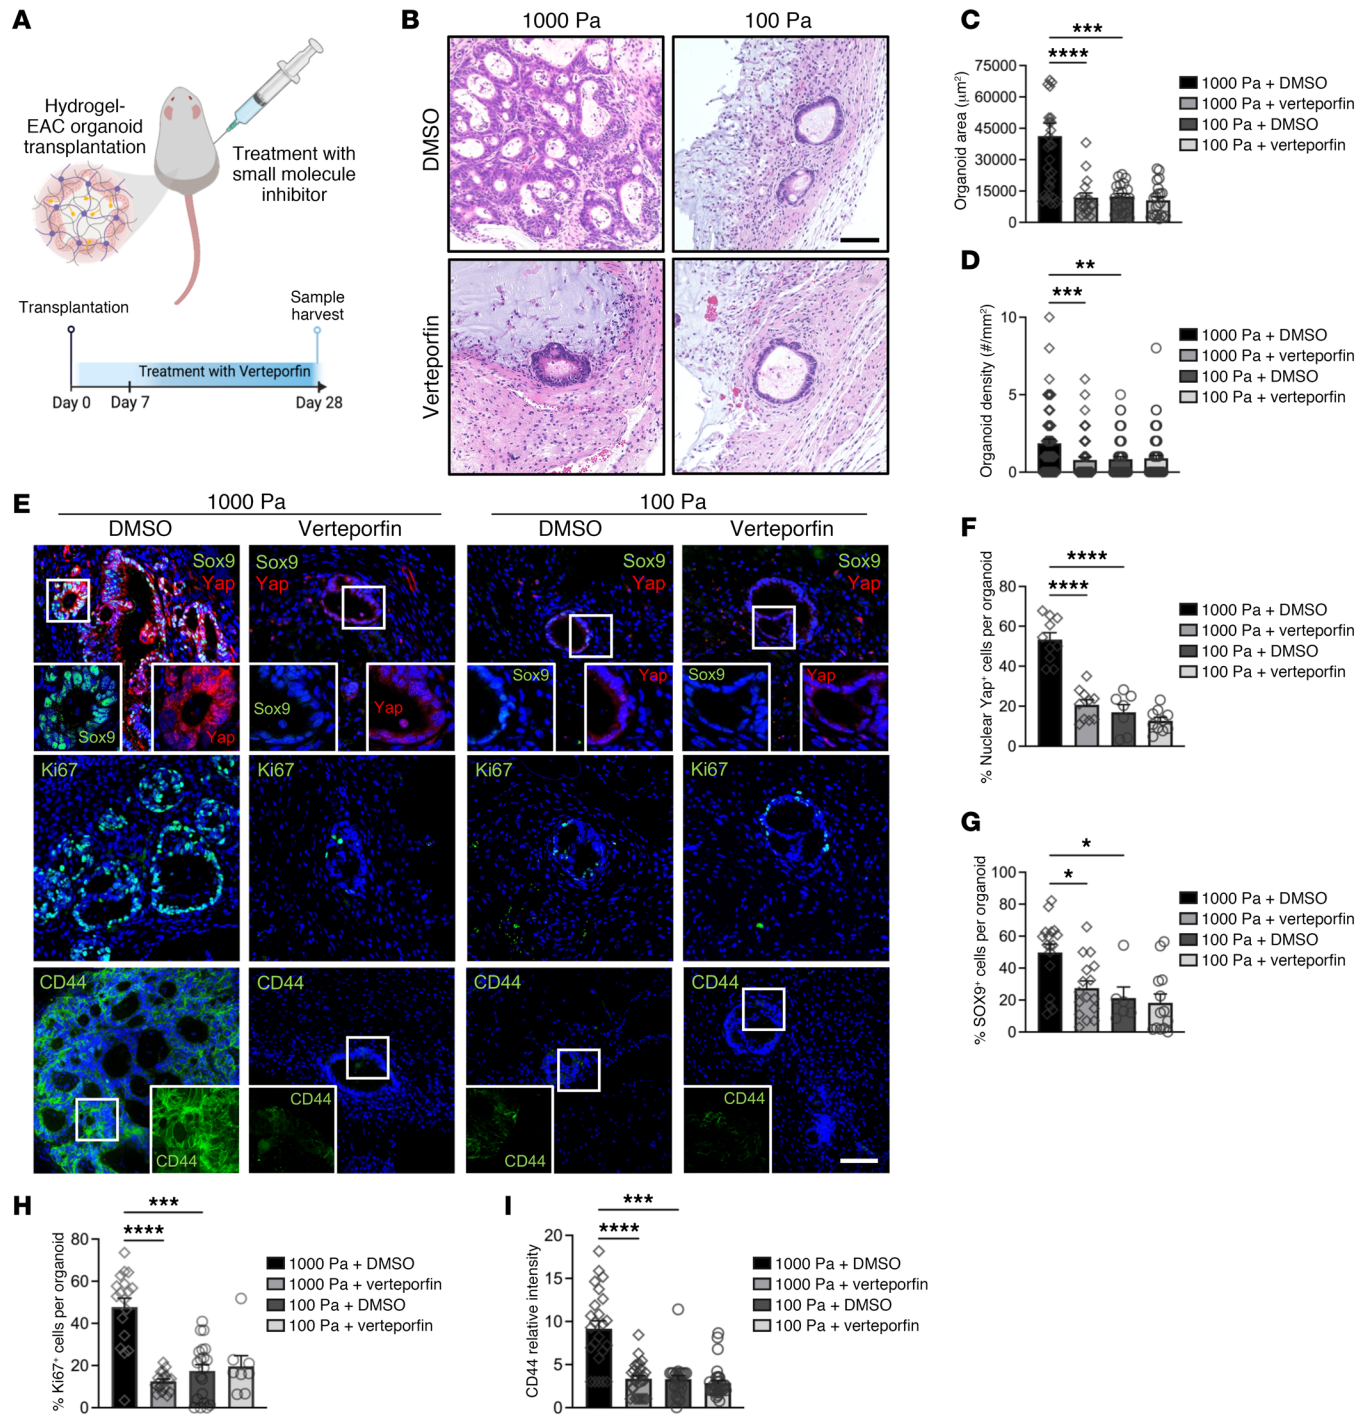 A
Hydrogel-
EAC organoid
transplantation
Treatment with
small molecule
inhibitor
Transplantation
Sample
harvest
Treatment with Verteporfin
Day 0
Day 7
Day 28
B
1000 Pa
100 Pa
DMSO
Verteporfin
C
***
****
Organoid area (µm²)
75000
60000
45000
30000
15000
0
1000 Pa + DMSO
1000 Pa + verteporfin
100 Pa + DMSO
100 Pa + verteporfin
D
**
***
Organoid density (#/mm²)
10
5
0
1000 Pa + DMSO
1000 Pa + verteporfin
100 Pa + DMSO
100 Pa + verteporfin
E
1000 Pa
100 Pa
DMSO
Verteporfin
DMSO
Verteporfin
Sox9
Yap
Sox9
Yap
Sox9
Yap
Sox9
Yap
Sox9
Yap
Sox9
Yap
Sox9
Yap
Sox9
Yap
Ki67
Ki67
Ki67
Ki67
CD44
CD44
CD44
CD44
CD44
CD44
CD44
CD44
F
****
****
% Nuclear Yap⁺ cells per organoid
80
60
40
20
0
1000 Pa + DMSO
1000 Pa + verteporfin
100 Pa + DMSO
100 Pa + verteporfin
G
*
*
% SOX9⁺ cells per organoid
100
80
60
40
20
0
1000 Pa + DMSO
1000 Pa + verteporfin
100 Pa + DMSO
100 Pa + verteporfin
H
***
****
% Ki67⁺ cells per organoid
80
60
40
20
0
1000 Pa + DMSO
1000 Pa + verteporfin
100 Pa + DMSO
100 Pa + verteporfin
I
***
****
CD44 relative intensity
20
15
10
5
0
1000 Pa + DMSO
1000 Pa + verteporfin
100 Pa + DMSO
100 Pa + verteporfin